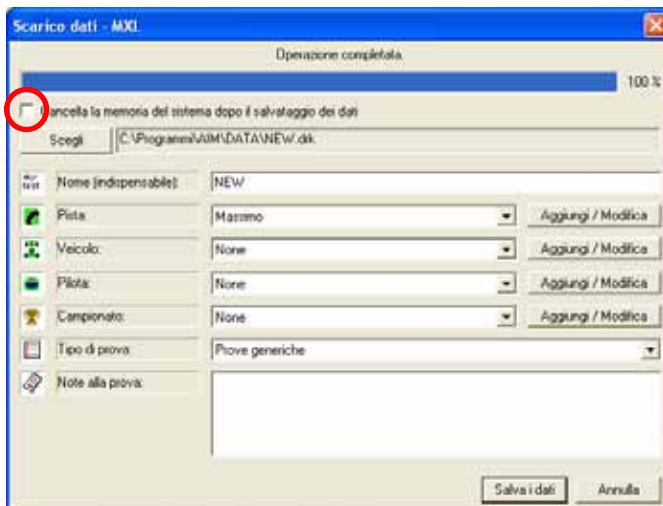 Scarico dati - MXL
Operazione completata
100 %
Cancella la memoria del sistema dopo il salvataggio dei dati
Scegli C:\Programmi\AIM\DATA\NEW.drk
Nome (indispensabile): NEW
Pista: Massimo Aggiungi / Modifica
Veicolo: None Aggiungi / Modifica
Pilota: None Aggiungi / Modifica
Campionato: None Aggiungi / Modifica
Tipo di prova: Prove generiche
Note alla prova:
Salva i dati Annulla